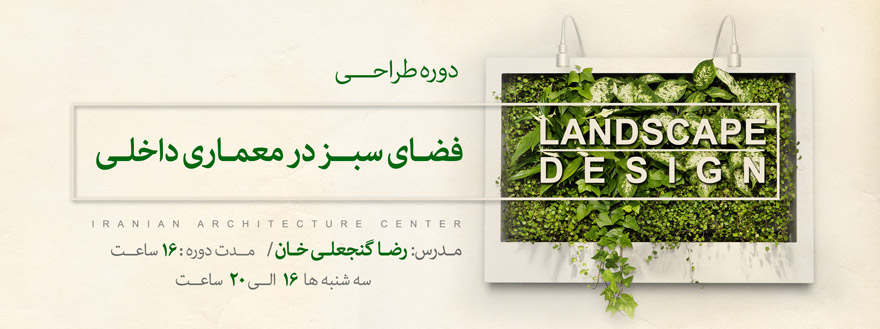 دوره طراحی
فضای سبز در معماری داخلی
LANDSCAPE
DESIGN
IRANIAN ARCHITECTURE CENTER
مدرس: رضا گنجعلی خان / مدت دوره: ۱۶ ساعت
سه شنبه ها ۱۶ الی ۲۰ ساعت